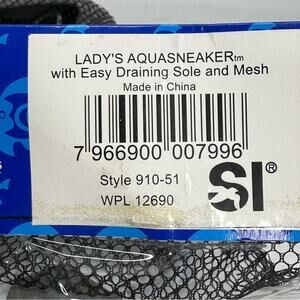 LADY'S AQUASNEAKER™
with Easy Draining Sole and Mesh
Made in China
7 966900 007996
Style 910-51
WPL 12690
SI®